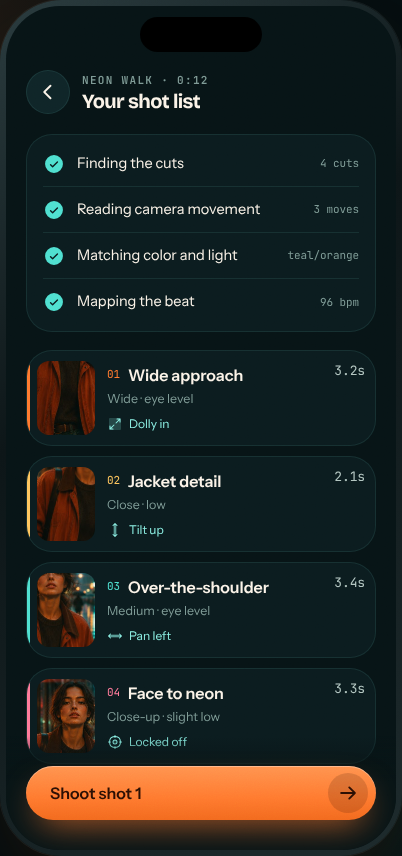 NEON WALK · 0:12
Your shot list
Finding the cuts 4 cuts
Reading camera movement 3 moves
Matching color and light teal/orange
Mapping the beat 96 bpm
01 Wide approach 3.2s
Wide · eye level
Dolly in
02 Jacket detail 2.1s
Close · low
Tilt up
03 Over-the-shoulder 3.4s
Medium · eye level
Pan left
04 Face to neon 3.3s
Close-up · slight low
Locked off
Shoot shot 1